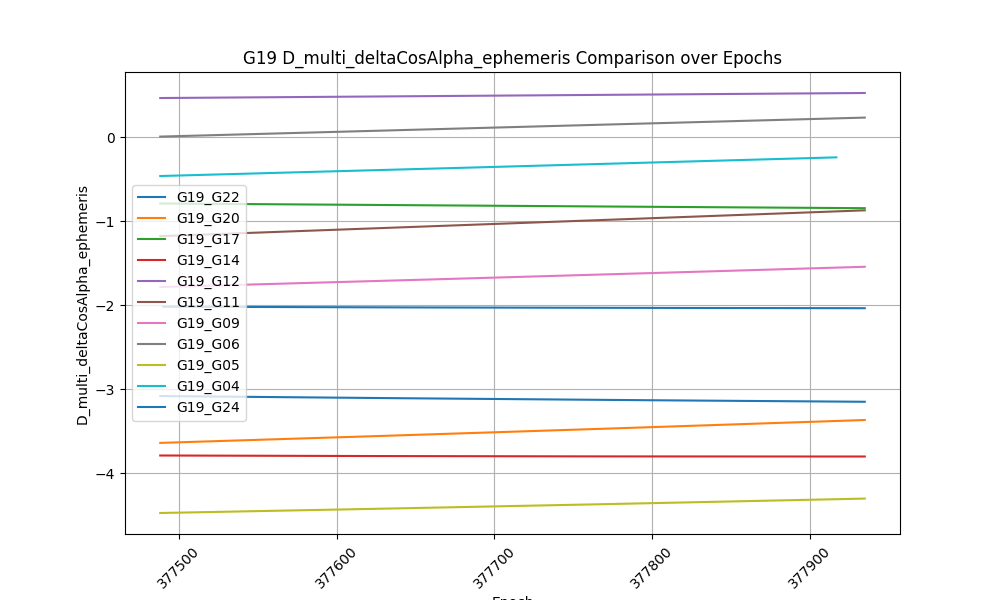 G19 D_multi_deltaCosAlpha_ephemeris Comparison over Epochs
D_multi_deltaCosAlpha_ephemeris
0
−1
−2
−3
−4
G19_G22
G19_G20
G19_G17
G19_G14
G19_G12
G19_G11
G19_G09
G19_G06
G19_G05
G19_G04
G19_G24
377500
377600
377700
377800
377900
Epoch